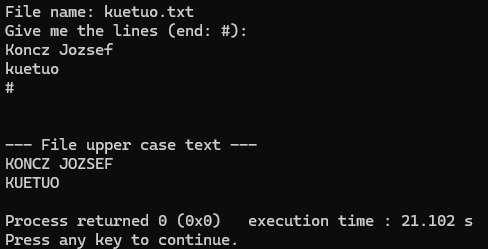 File name: kuetuo.txt
Give me the lines (end: #):
Koncz Jozsef
kuetuo
#
--- File upper case text ---
KONCZ JOZSEF
KUETUO
Process returned 0 (0x0)   execution time : 21.102 s
Press any key to continue.